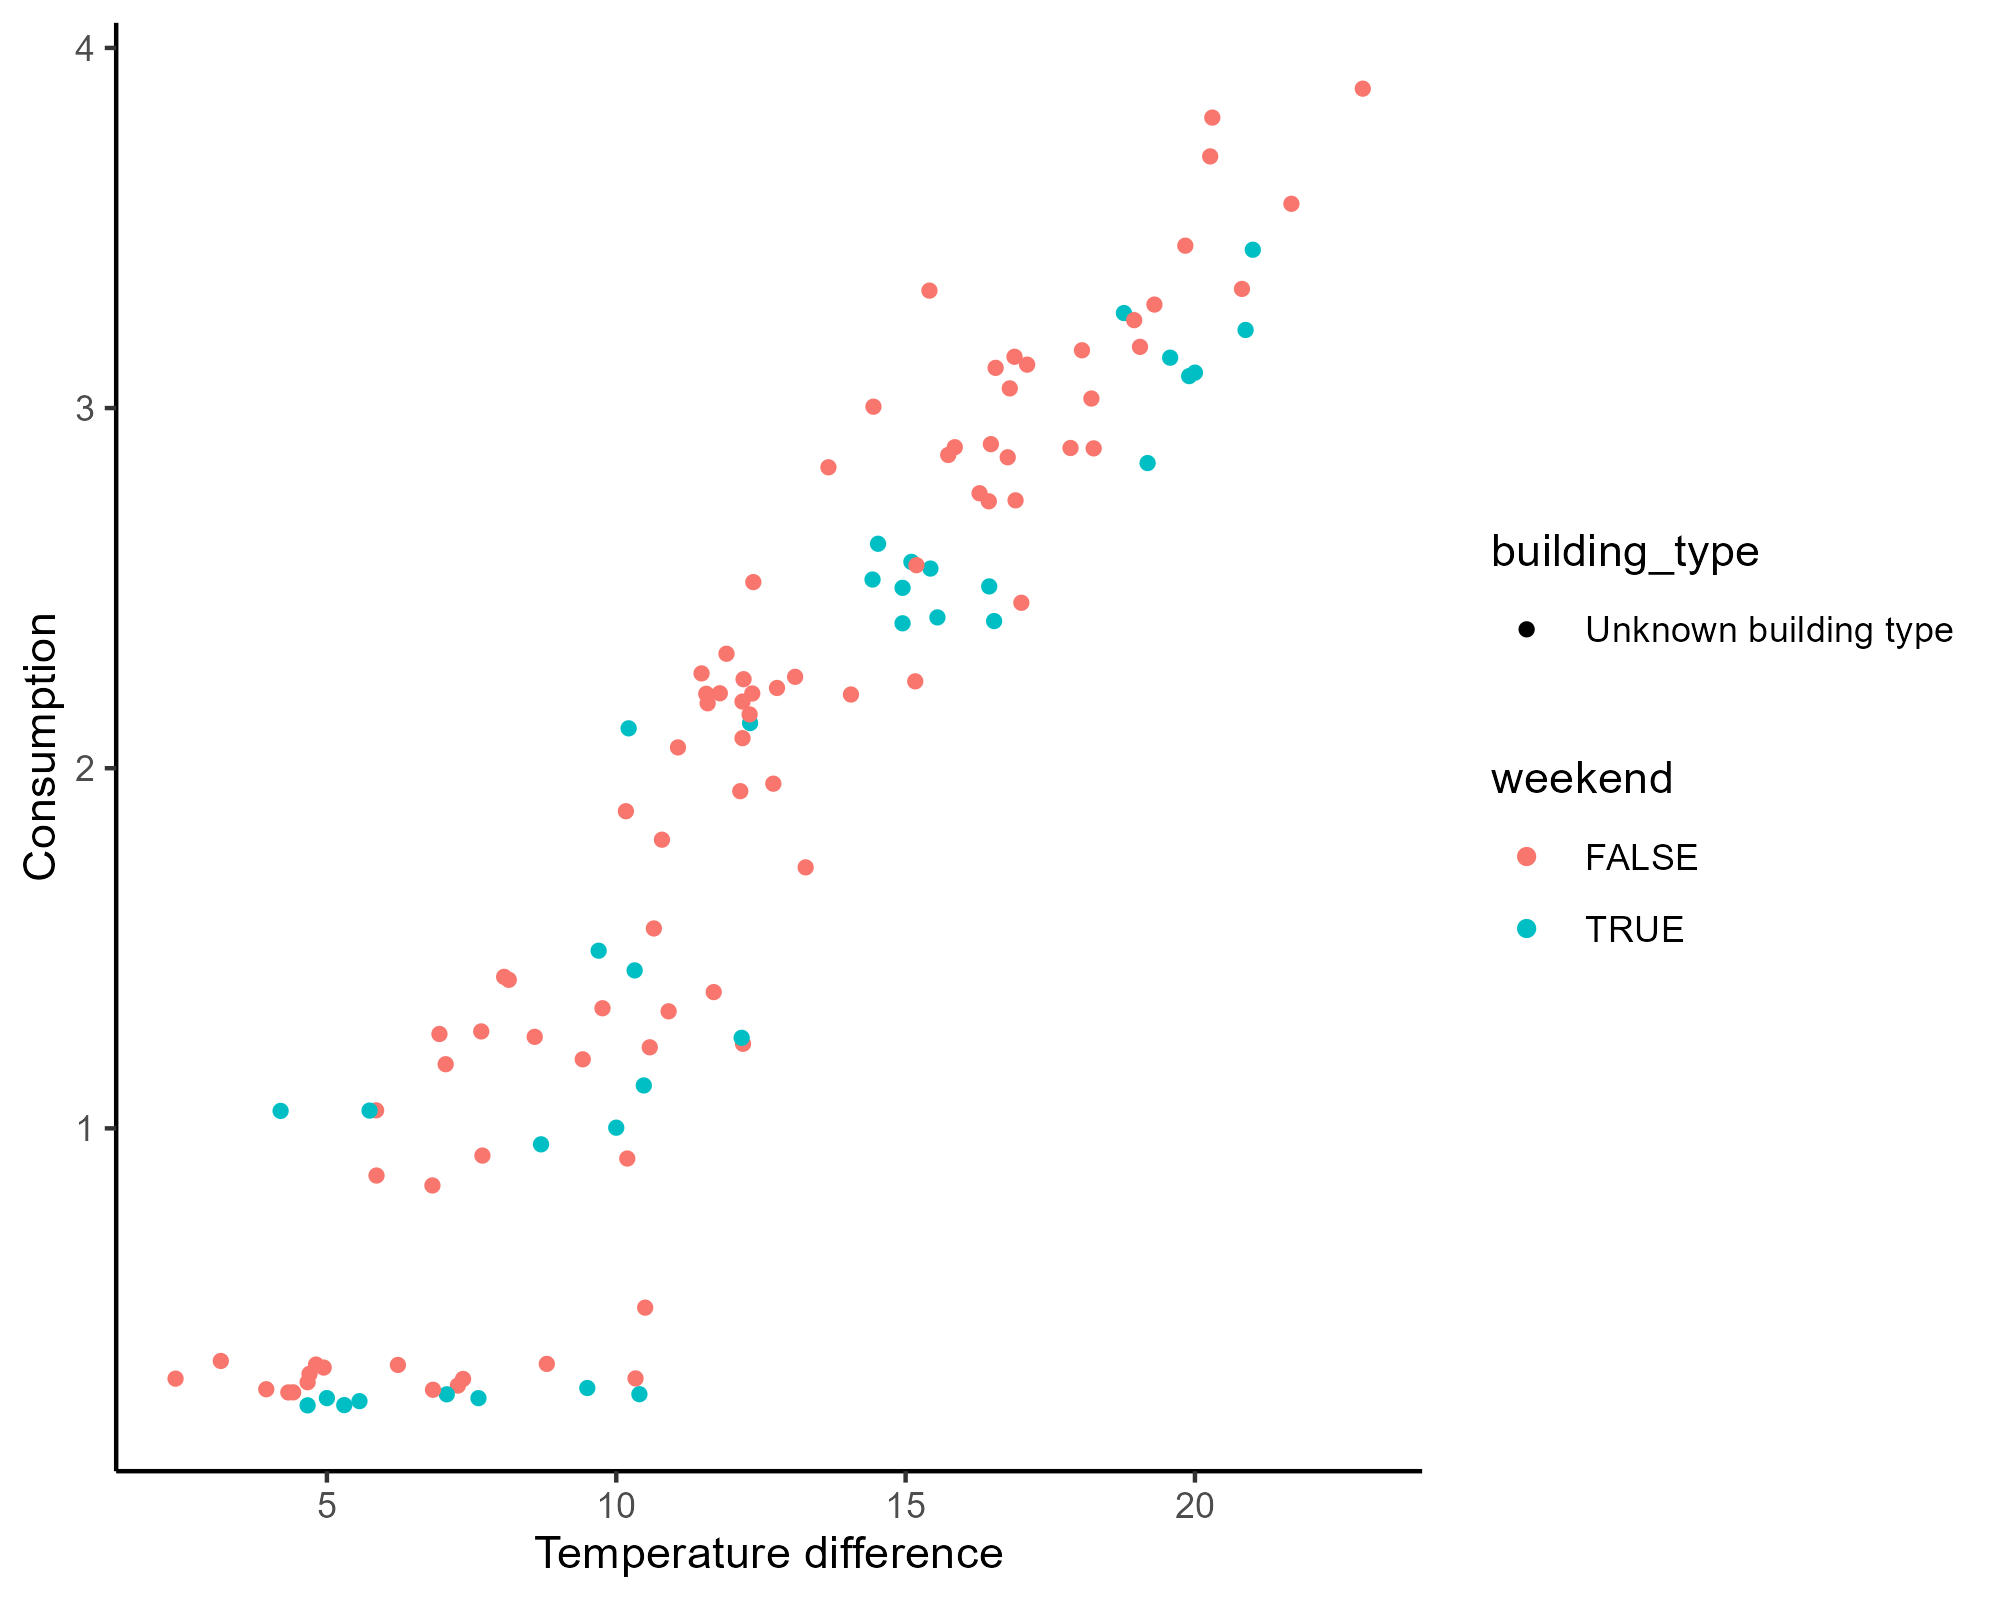 4
3
2
1
Consumption
5 10 15 20
Temperature difference
building_type
Unknown building type
weekend
FALSE
TRUE